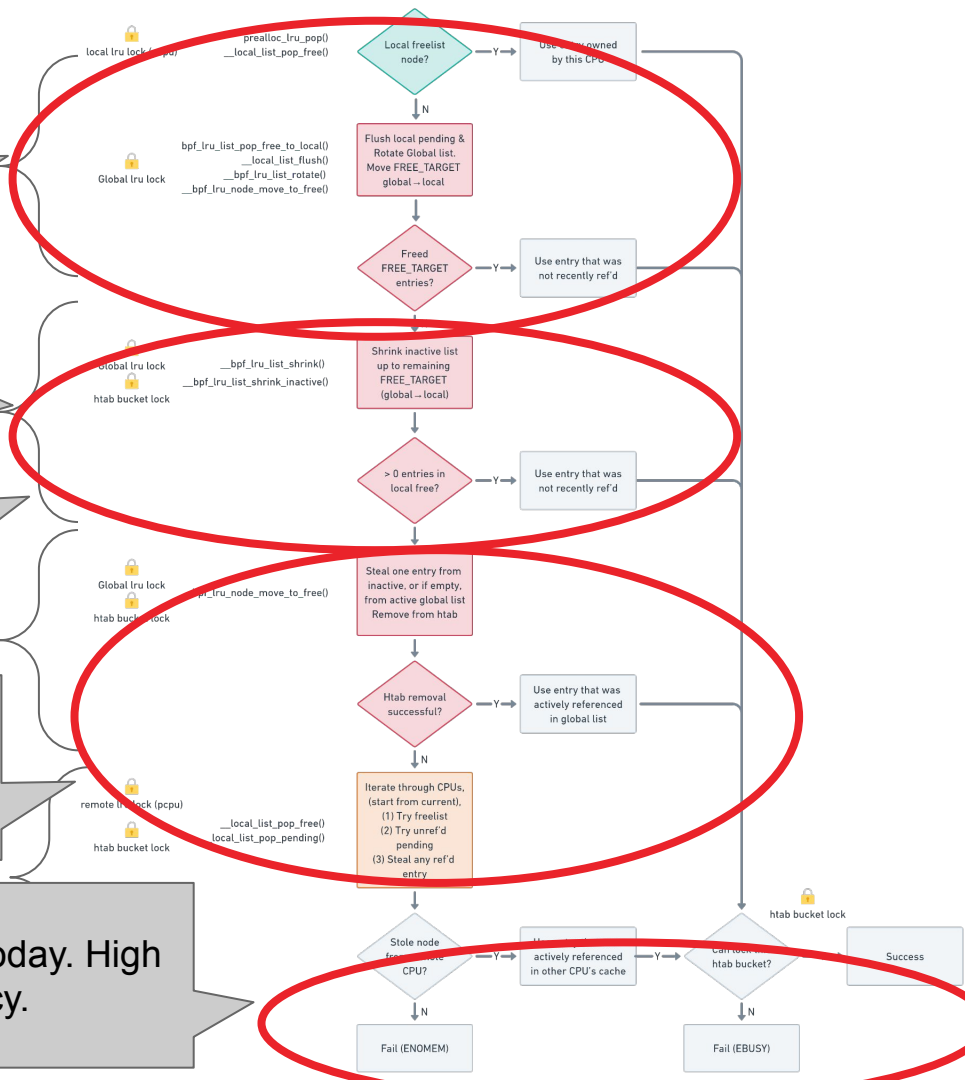 prealloc_lru_pop()
__local_list_pop_free()
local lru lock
Local freelist
node?
Y
by this CPU
N
Global lru lock
bpf_lru_list_pop_free_to_local()
__local_list_flush()
__bpf_lru_list_rotate()
__bpf_lru_node_move_to_free()
Flush local pending &
Rotate Global list.
Move FREE_TARGET
global→local
Freed
FREE_TARGET
entries?
Y
Use entry that was
not recently ref'd
Global lru lock
htab bucket lock
__bpf_lru_list_shrink()
__bpf_lru_list_shrink_inactive()
Shrink inactive list
up to remaining
FREE_TARGET
(global→local)
> 0 entries in
local free?
Y
Use entry that was
not recently ref'd
Global lru lock
htab bucket lock
bpf_lru_node_move_to_free()
Steal one entry from
inactive, or if empty,
from active global list
Remove from htab
Htab removal
successful?
Y
Use entry that was
actively referenced
in global list
N
remote lru lock (pcpu)
htab bucket lock
__local_list_pop_free()
local_list_pop_pending()
Iterate through CPUs,
(start from current),
(1) Try freelist
(2) Try unref'd
pending
(3) Steal any ref'd
entry
oday. High
cy.
Stole node
CPU?
Y
actively referenced
in other CPU's cache
Y
htab bucket lock
htab bucket?
Success
N
N
Fail (ENOMEM)
Fail (EBUSY)